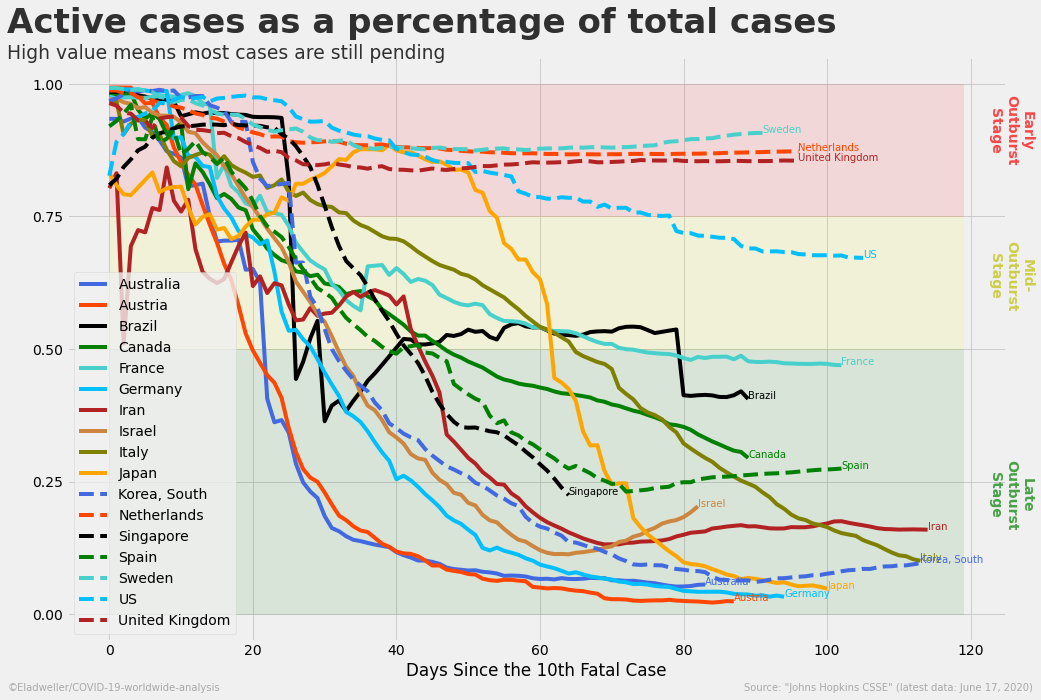 Active cases as a percentage of total cases
High value means most cases are still pending
1.00
0.75
0.50
0.25
0.00
Early
Outburst
Stage
Mid-
Stage
Late
Outburst
Stage
Sweden
Netherlands
United Kingdom
US
France
Brazil
Canada
Spain
Singapore
Israel
Iran
Italy
Korea, South
Australia
Japan
Germany
Austria
Australia
Austria
Brazil
Canada
France
Germany
Iran
Israel
Italy
Japan
Korea, South
Netherlands
Singapore
Spain
Sweden
US
United Kingdom
0 20 40 60 80 100 120
Days Since the 10th Fatal Case
©Eladweller/COVID-19-worldwide-analysis
Source: "Johns Hopkins CSSE" (latest data: June 17, 2020)